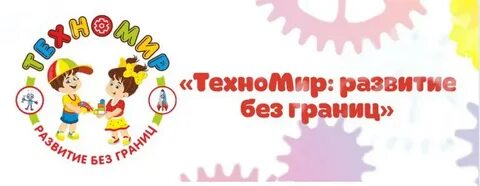 ТЕХНОМИР
РАЗВИТИЕ БЕЗ ГРАНИЦ
«ТехноМир: развитие
без границ»